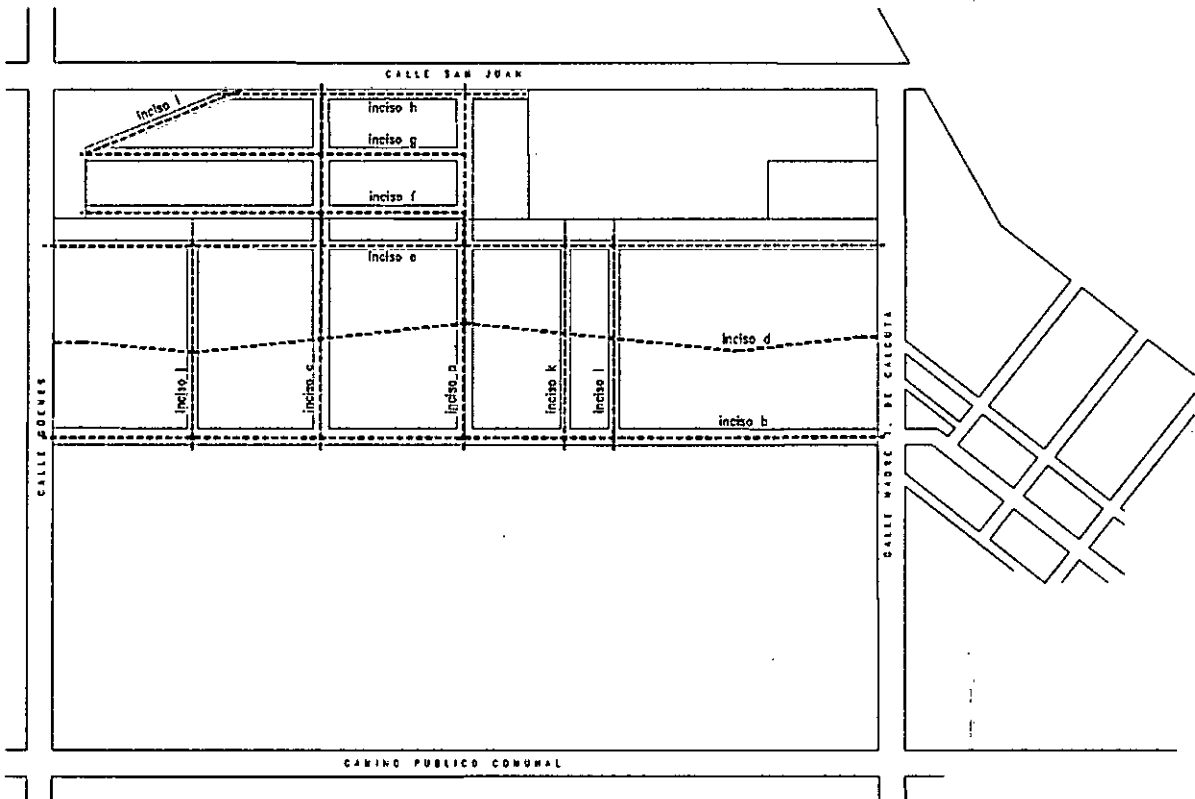 CALLE SAN JUAN
inciso i
inciso h
inciso g
inciso f
inciso e
inciso d
inciso j
inciso c
inciso a
inciso k
inciso l
inciso b
CALLE
CALLE MADRE T. DE CALCUTA
CAMINO PUBLICO COMUNAL